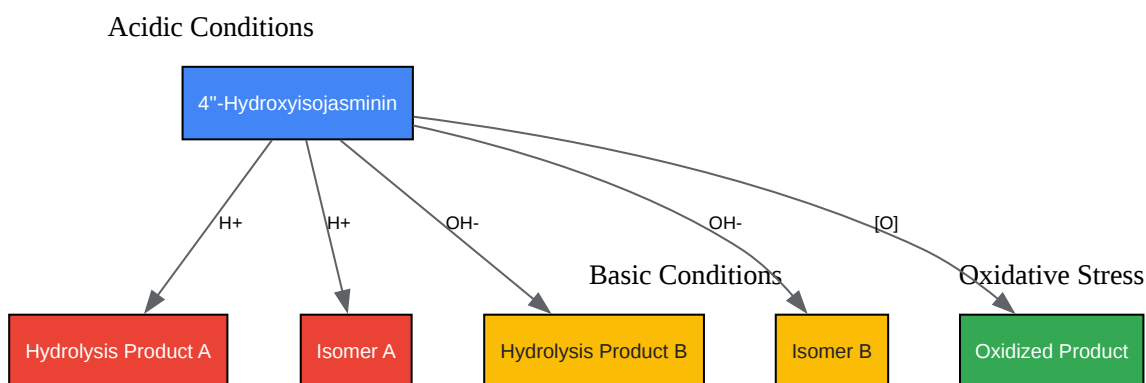 Acidic Conditions
4"-Hydroxyisojasminin
H+
H+
OH-
OH-
[O]
Basic Conditions
Oxidative Stress
Hydrolysis Product A
Isomer A
Hydrolysis Product B
Isomer B
Oxidized Product